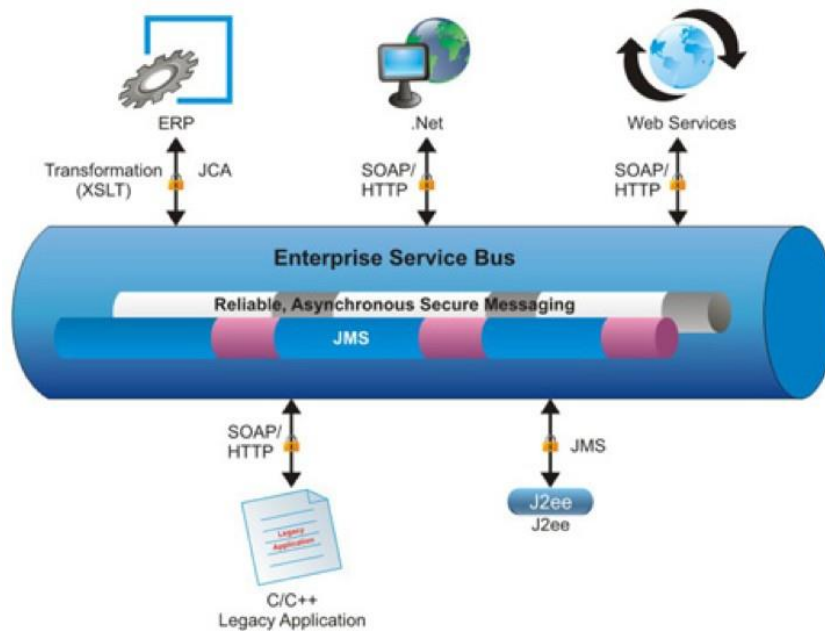 ERP
.Net
Web Services
Transformation
(XSLT)
JCA
SOAP/
HTTP
SOAP/
HTTP
Enterprise Service Bus
Reliable, Asynchronous Secure Messaging
JMS
SOAP/
HTTP
JMS
Legacy
Application
J2ee
J2ee
C/C++
Legacy Application